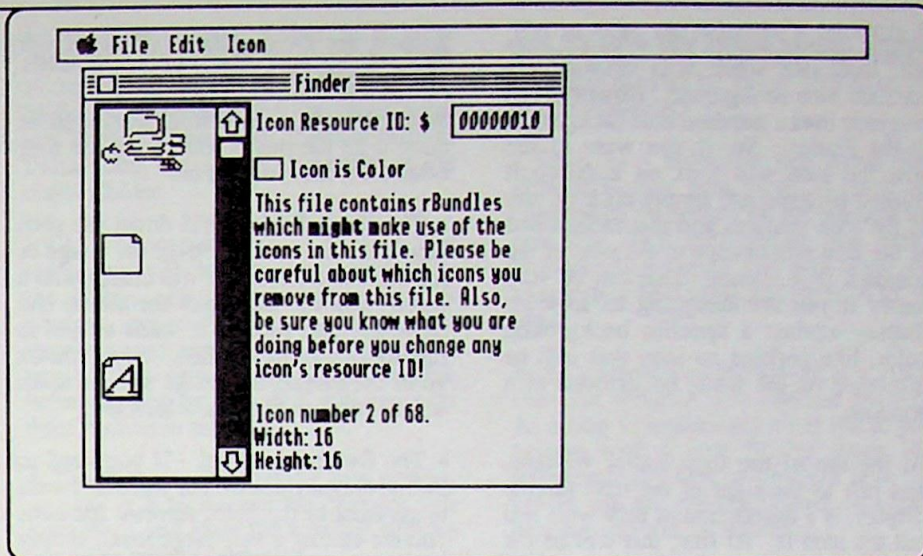 File Edit Icon
Finder
Icon Resource ID: $ 00000010
Icon is Color
This file contains rBundles
which might make use of the
icons in this file. Please be
careful about which icons you
remove from this file. Also,
be sure you know what you are
doing before you change any
icon's resource ID!
A
Icon number 2 of 68.
Width: 16
Height: 16